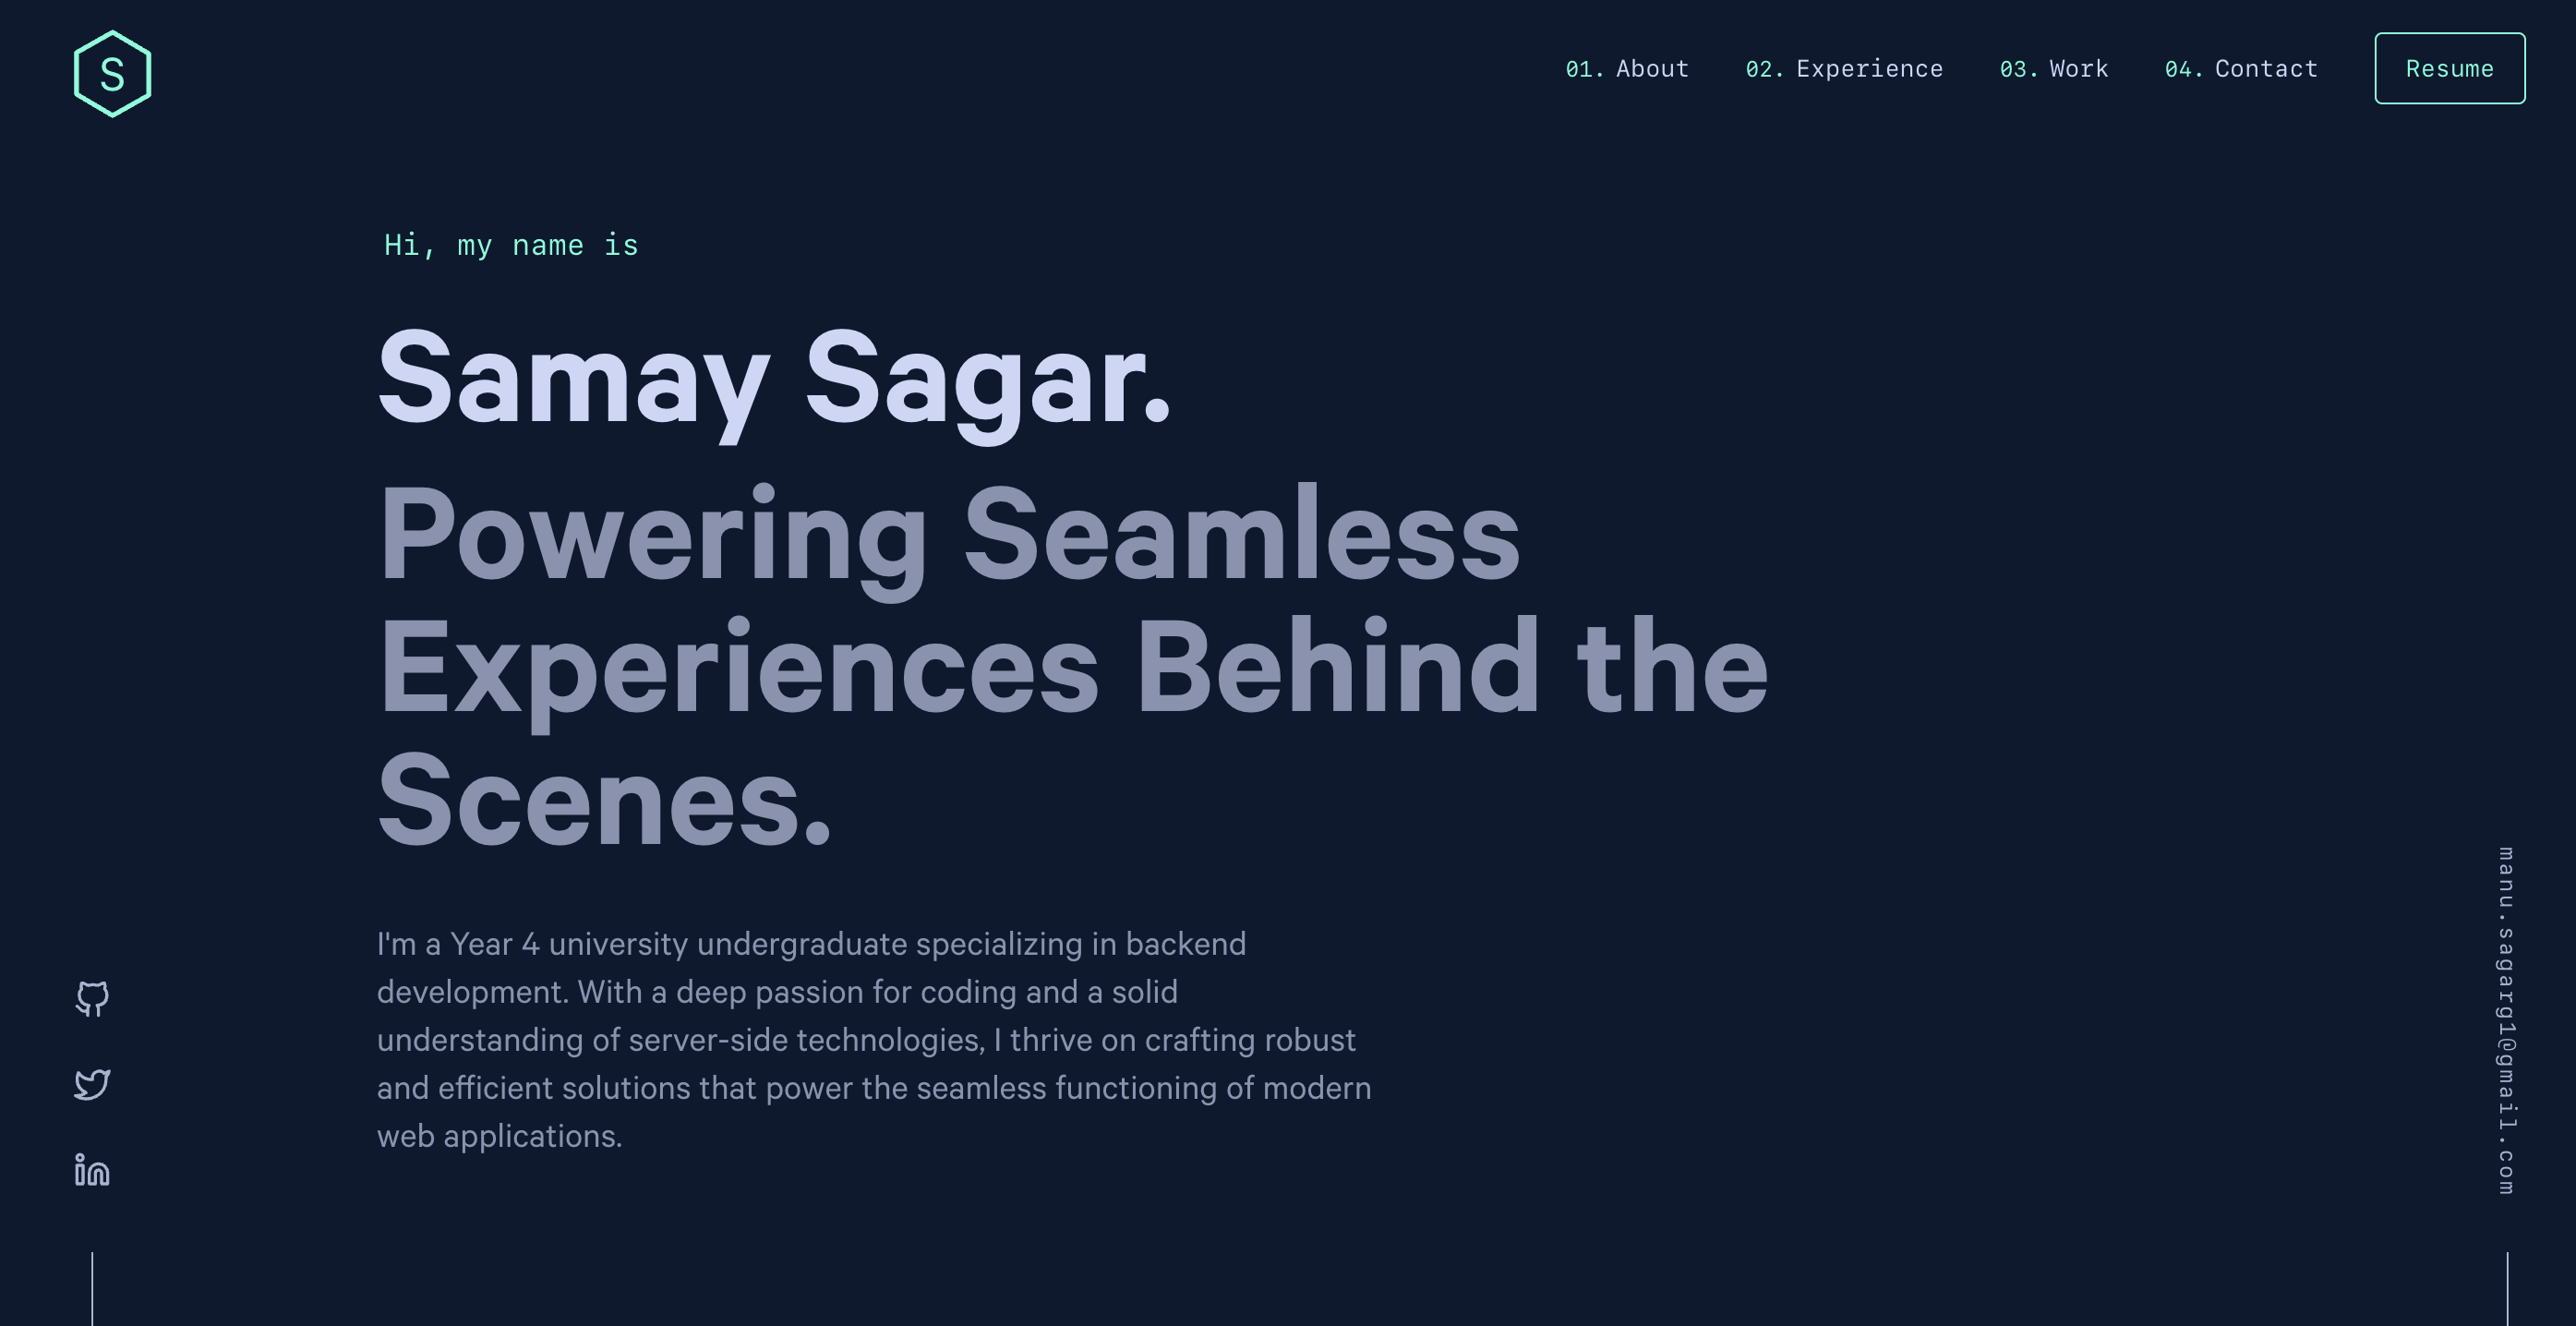 S
01. About 02. Experience 03. Work 04. Contact Resume
Hi, my name is
Samay Sagar.
Powering Seamless
Experiences Behind the
Scenes.
I'm a Year 4 university undergraduate specializing in backend
development. With a deep passion for coding and a solid
understanding of server-side technologies, I thrive on crafting robust
and efficient solutions that power the seamless functioning of modern
web applications.
manu.sagarg1@gmail.com